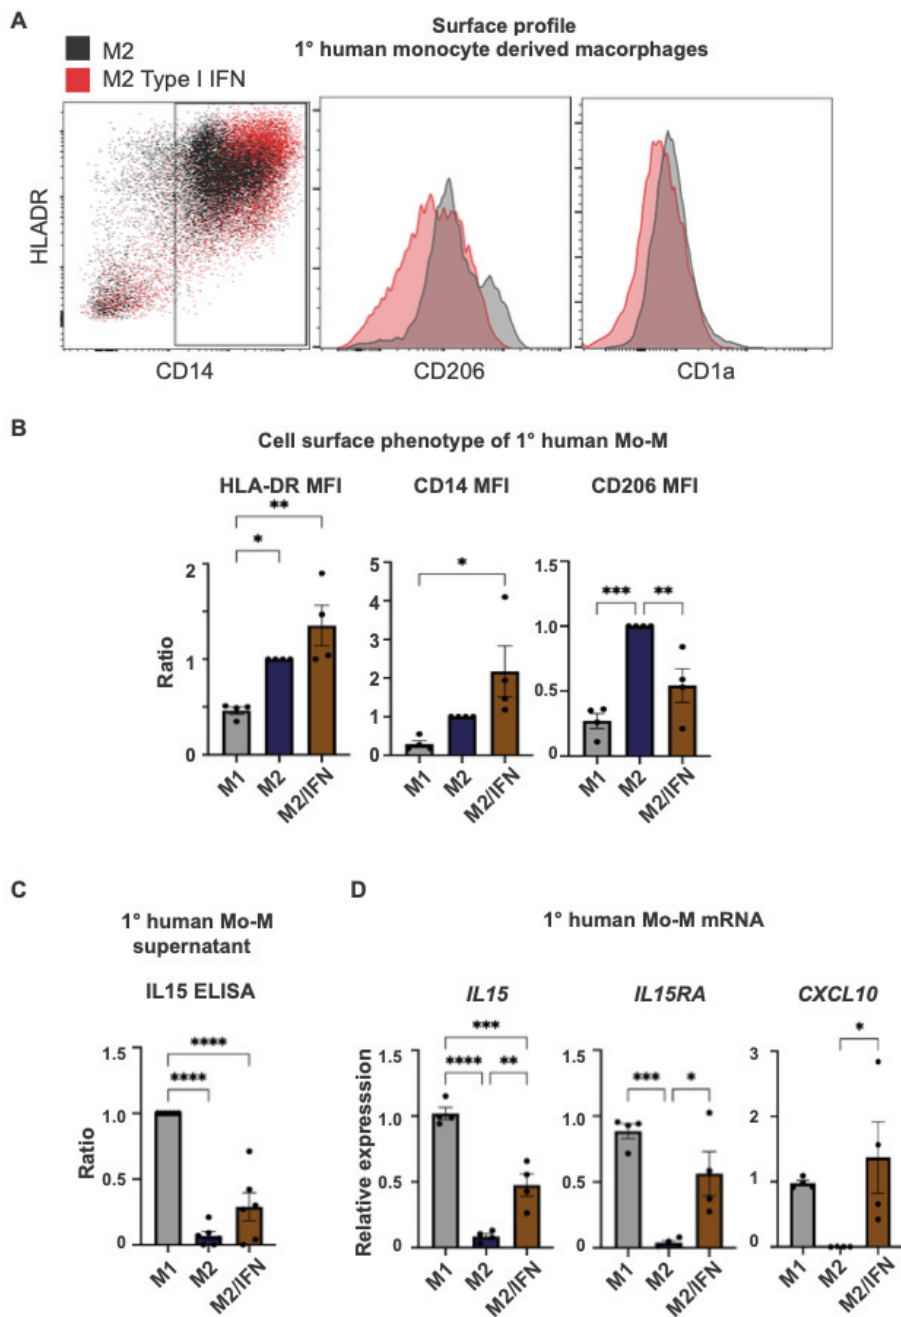 A
Surface profile
1° human monocyte derived macorphages
M2
M2 Type I IFN
HLADR
CD14
CD206
CD1a
B
Cell surface phenotype of 1° human Mo-M
HLA-DR MFI
CD14 MFI
CD206 MFI
**
*
*
***
**
Ratio
2
1
0
5
4
3
2
1
0
1.5
1.0
0.5
0
M1
M2
M2/IFN
M1
M2
M2/IFN
M1
M2
M2/IFN
C
1° human Mo-M
supernatant
IL15 ELISA
****
****
Ratio
1.5
1.0
0.5
0
M1
M2
M2/IFN
D
1° human Mo-M mRNA
IL15
IL15RA
CXCL10
***
****
**
***
*
*
Relative expresssion
1.5
1.0
0.5
0
1.5
1.0
0.5
0
3
2
1
0
M1
M2
M2/IFN
M1
M2
M2/IFN
M1
M2
M2/IFN